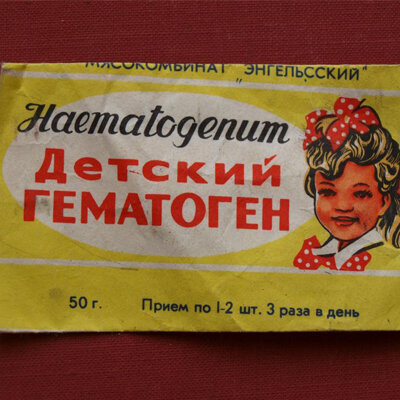 МЯСОКОМБИНАТ „ЭНГЕЛЬССКИЙ"
Haematogenum
Детский
ГЕМАТОГЕН
50 г. Прием по 1-2 шт. 3 раза в день